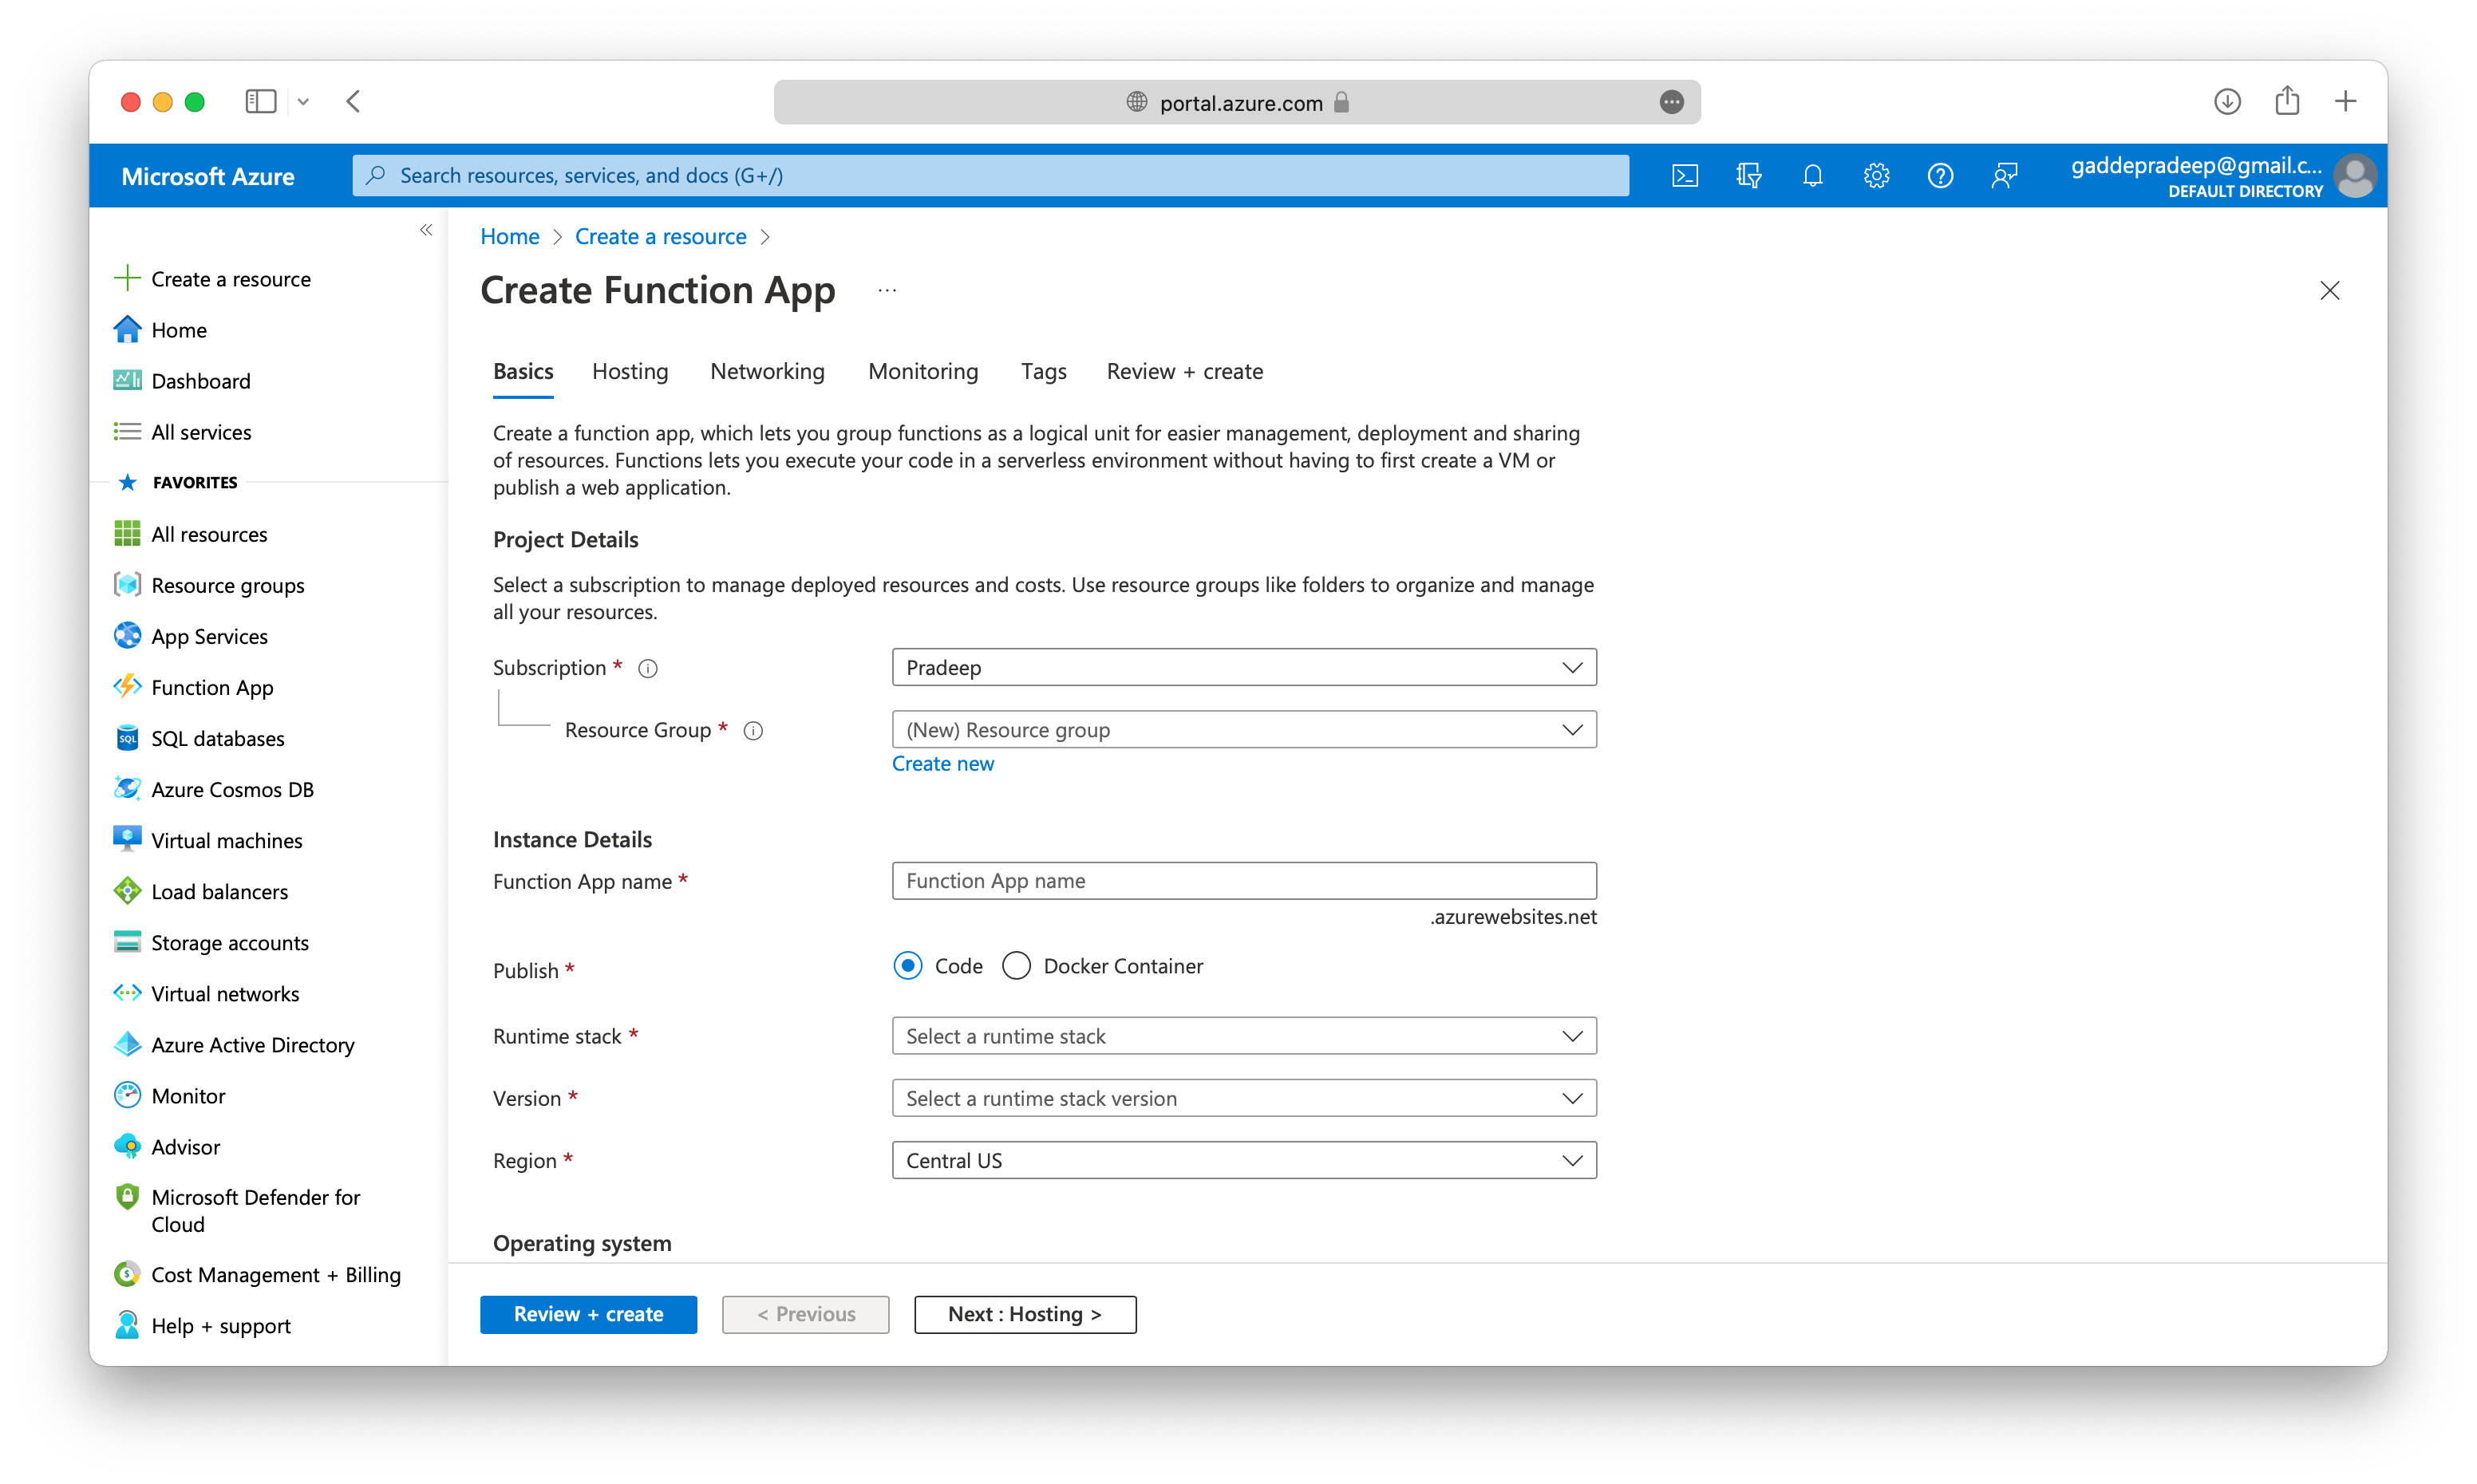 portal.azure.com
Microsoft Azure
Search resources, services, and docs (G+/)
gaddepradeep@gmail.c...
DEFAULT DIRECTORY
«
Create a resource
Home
Dashboard
All services
FAVORITES
All resources
Resource groups
App Services
Function App
SQL
SQL databases
Azure Cosmos DB
Virtual machines
Load balancers
Storage accounts
Virtual networks
Azure Active Directory
Monitor
Advisor
Microsoft Defender for
Cloud
Cost Management + Billing
Help + support
Home > Create a resource >
Create Function App ...
Basics Hosting Networking Monitoring Tags Review + create
Create a function app, which lets you group functions as a logical unit for easier management, deployment and sharing
of resources. Functions lets you execute your code in a serverless environment without having to first create a VM or
publish a web application.
Project Details
Select a subscription to manage deployed resources and costs. Use resource groups like folders to organize and manage
all your resources.
Subscription * Pradeep
Resource Group * (New) Resource group
Create new
Instance Details
Function App name * Function App name
.azurewebsites.net
Publish * Code Docker Container
Runtime stack * Select a runtime stack
Version * Select a runtime stack version
Region * Central US
Operating system
Review + create < Previous Next : Hosting >